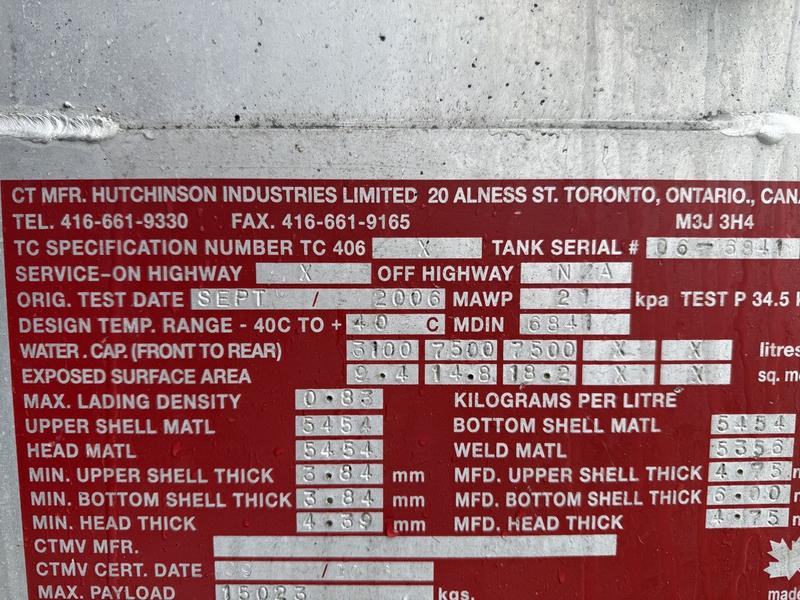 CT MFR. HUTCHINSON INDUSTRIES LIMITED 20 ALNESS ST. TORONTO, ONTARIO., CANA
TEL. 416-661-9330 FAX. 416-661-9165 M3J 3H4
TC SPECIFICATION NUMBER TC 406 X TANK SERIAL # 06-6841
SERVICE-ON HIGHWAY X OFF HIGHWAY N/A
ORIG. TEST DATE SEPT / 2006 MAWP 21 kpa TEST P 34.5
DESIGN TEMP. RANGE - 40C TO + 40 C MDIN 6841
WATER. CAP. (FRONT TO REAR) 3100 7500 7500 X X litres
EXPOSED SURFACE AREA 9.4 14.8 18.2 X X sq. me
MAX. LADING DENSITY 0.83 KILOGRAMS PER LITRE
UPPER SHELL MATL 5454 BOTTOM SHELL MATL 5454
HEAD MATL 5454 WELD MATL 5356
MIN. UPPER SHELL THICK 3.84 mm MFD. UPPER SHELL THICK 4.75
MIN. BOTTOM SHELL THICK 3.84 mm MFD. BOTTOM SHELL THICK 6.00
MIN. HEAD THICK 4.39 mm MFD. HEAD THICK 4.75
CTMV MFR.
CTMV CERT. DATE /
MAX. PAYLOAD 15023 kgs. made